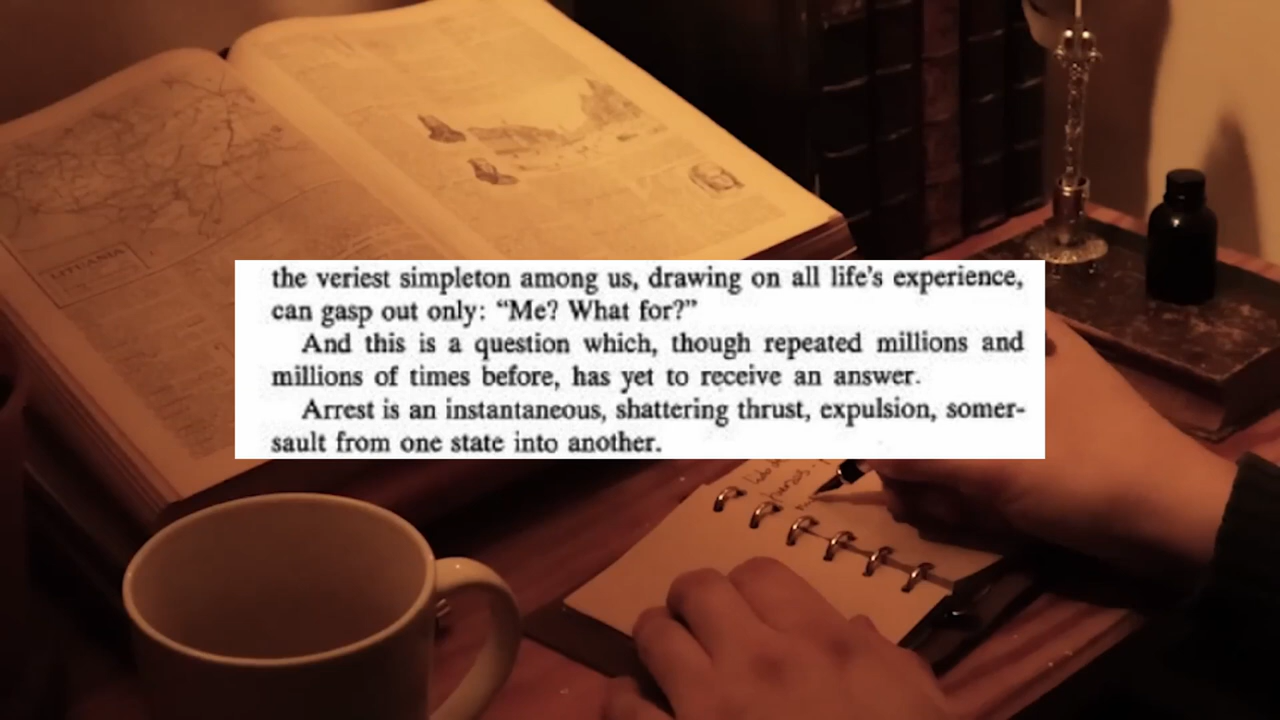 LITUANIA
the veriest simpleton among us, drawing on all life's experience,
can gasp out only: “Me? What for?”
And this is a question which, though repeated millions and
millions of times before, has yet to receive an answer.
Arrest is an instantaneous, shattering thrust, expulsion, somer-
sault from one state into another.